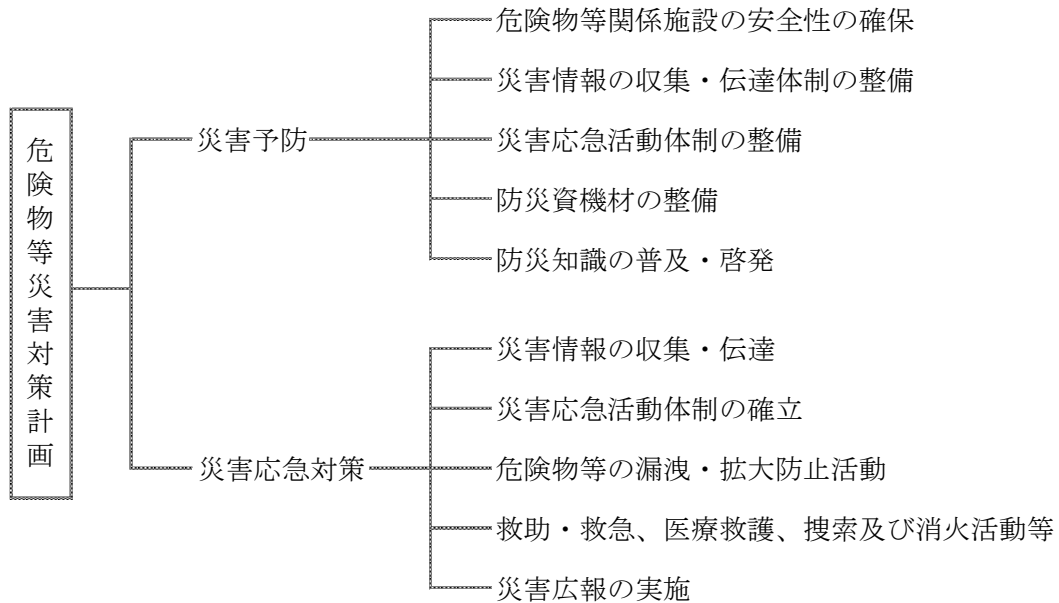 危険物等災害対策計画
災害予防
危険物等関係施設の安全性の確保
災害情報の収集・伝達体制の整備
災害応急活動体制の整備
防災資機材の整備
防災知識の普及・啓発
災害応急対策
災害情報の収集・伝達
災害応急活動体制の確立
危険物等の漏洩・拡大防止活動
救助・救急、医療救護、捜索及び消火活動等
災害広報の実施